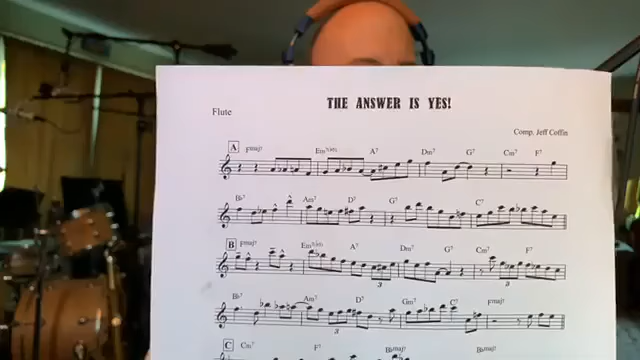 THE ANSWER IS YES!
Flute
Comp. Jeff Coffin
A Fmaj7 Em7(b5) A7 Dm7 G7 Cm7 F7
Bb7 Am7 D7 G7 C7
B Fmaj7 Em7(b5) A7 Dm7 G7 Cm7 F7
3 3
Bb7 Am7 D7 Gm7 C7 Fmaj7
3 3
C Cm7 F7 Bbmaj7 Bbmaj7